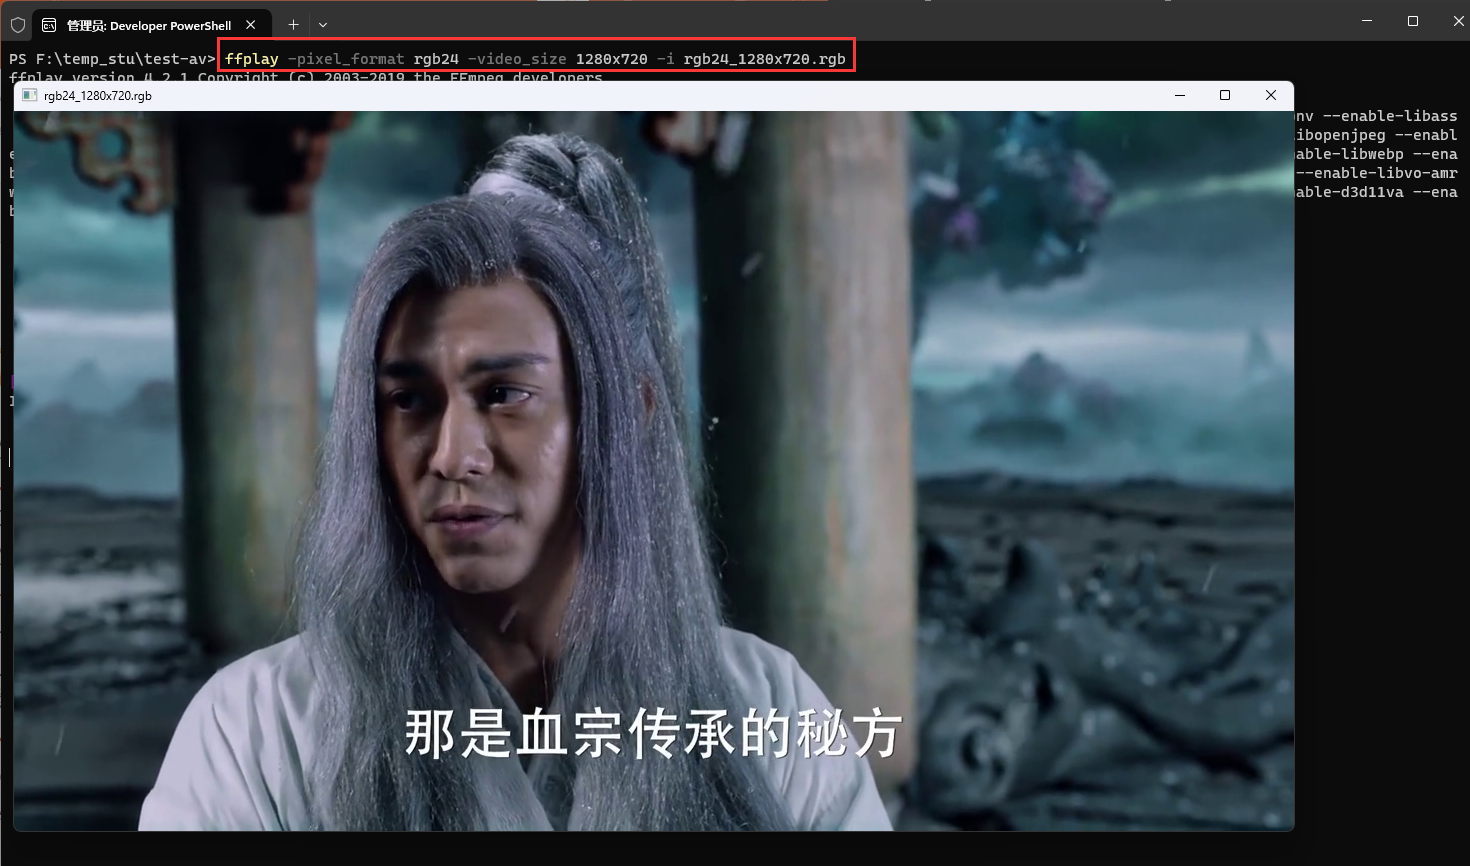 管理员: Developer PowerShell
PS F:\temp_stu\test-av> ffplay -pixel_format rgb24 -video_size 1280x720 -i rgb24_1280x720.rgb
ffplay version 4.2.1 Copyright (c) 2003-2019 the FFmpeg developers
rgb24_1280x720.rgb
nv --enable-libass
ibopenjpeg --enabl
e able-libwebp --ena
b --enable-libvo-amr
w able-d3d11va --ena
b
那是血宗传承的秘方